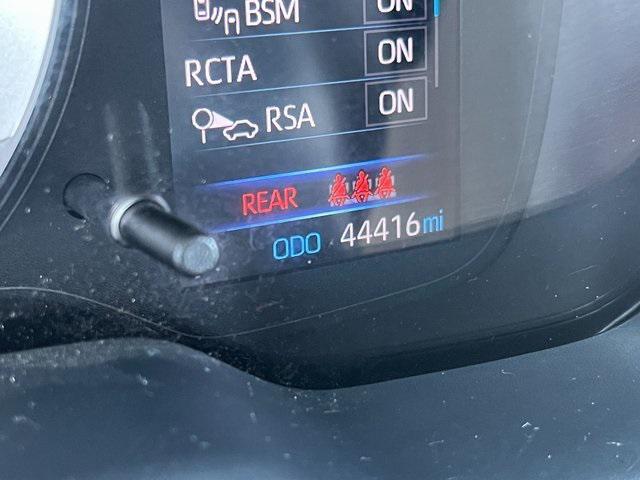 BSM ON
RCTA ON
RSA ON
REAR
ODO 44416mi